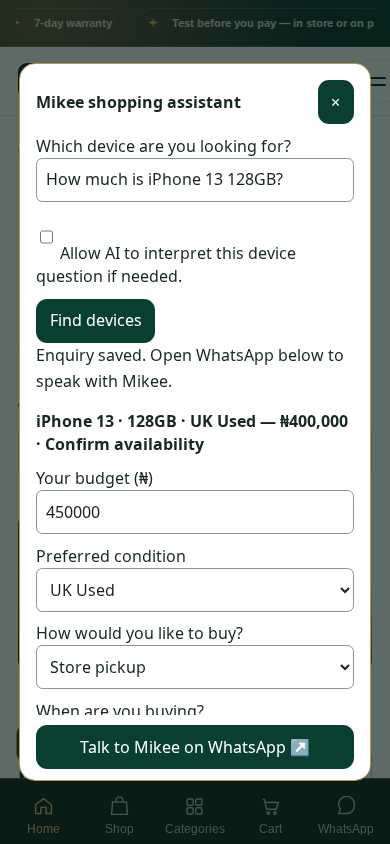 7-day warranty ✦ Test before you pay — in store or on p
Mikee shopping assistant ×
Which device are you looking for?
How much is iPhone 13 128GB?
Allow AI to interpret this device
question if needed.
Find devices
Enquiry saved. Open WhatsApp below to
speak with Mikee.
iPhone 13 · 128GB · UK Used — ₦400,000
· Confirm availability
Your budget (₦)
450000
Preferred condition
UK Used
How would you like to buy?
Store pickup
When are you buying?
Talk to Mikee on WhatsApp ↗
Home Shop Categories Cart WhatsApp